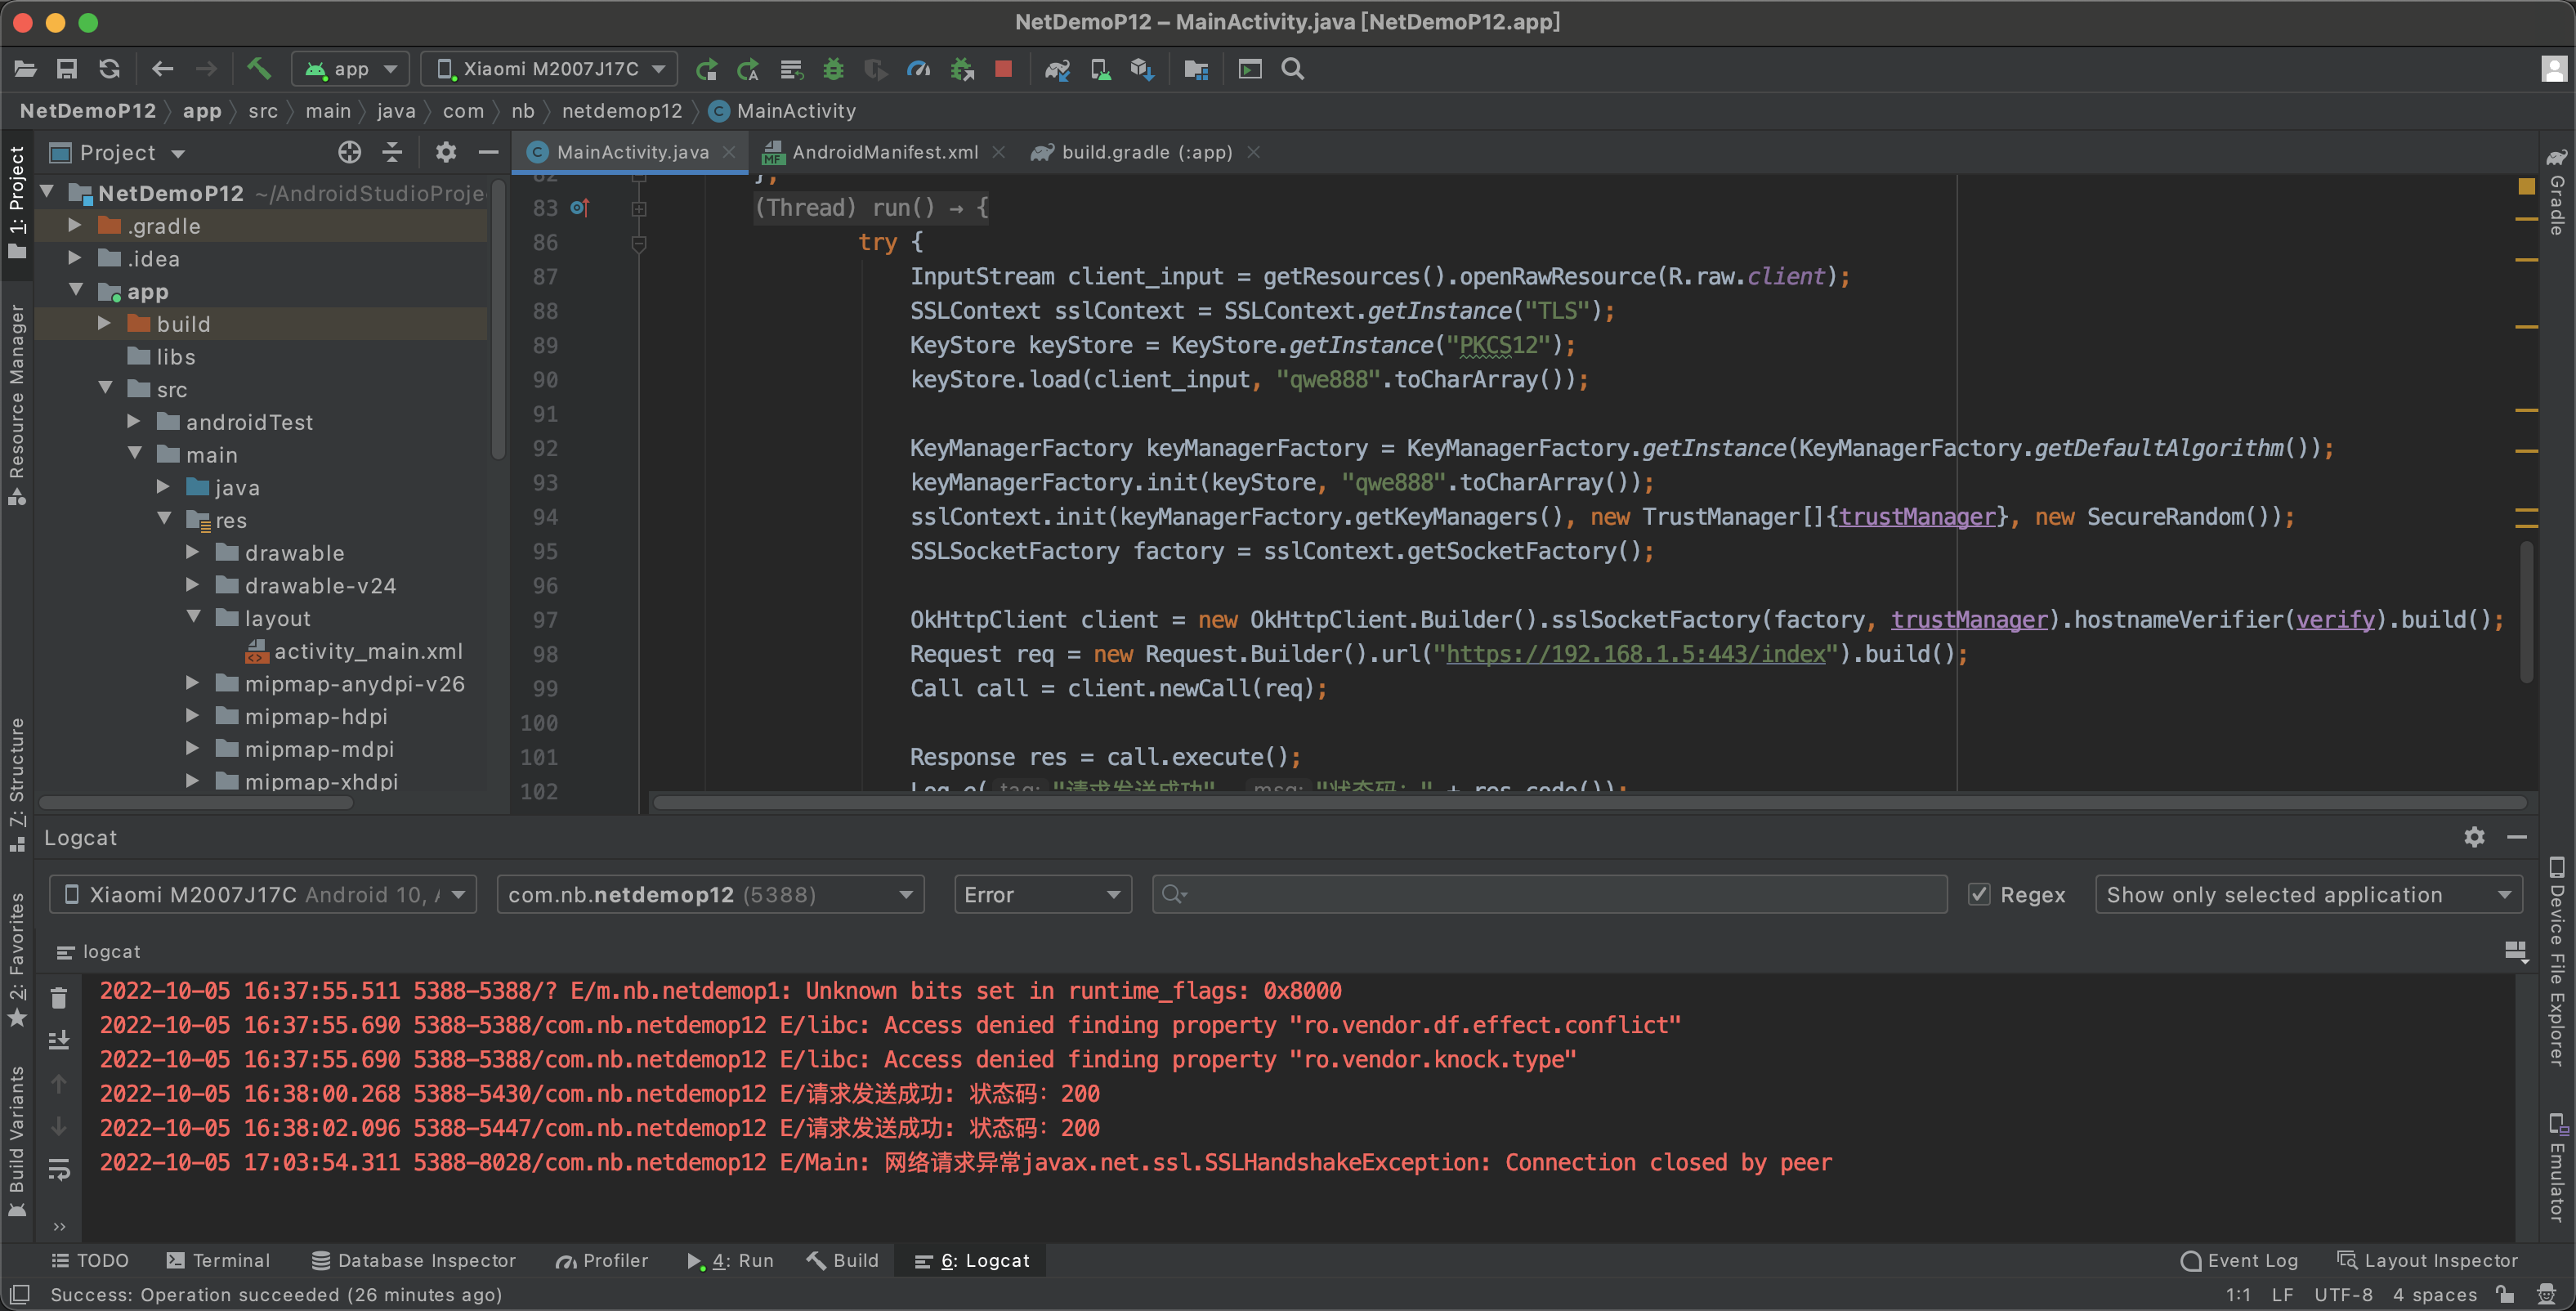 NetDemoP12 – MainActivity.java [NetDemoP12.app]
app
Xiaomi M2007J17C
NetDemoP12 app src main java com nb netdemop12 MainActivity
Project
MainActivity.java
AndroidManifest.xml
build.gradle (:app)
NetDemoP12 ~/AndroidStudioProje
.gradle
.idea
app
build
libs
src
androidTest
main
java
res
drawable
drawable-v24
layout
activity_main.xml
mipmap-anydpi-v26
mipmap-hdpi
mipmap-mdpi
mipmap-xhdpi
1: Project
Resource Manager
7: Structure
2: Favorites
Build Variants
82 };
83 (Thread) run() → {
86 try {
87 InputStream client_input = getResources().openRawResource(R.raw.client);
88 SSLContext sslContext = SSLContext.getInstance("TLS");
89 KeyStore keyStore = KeyStore.getInstance("PKCS12");
90 keyStore.load(client_input, "qwe888".toCharArray());
91
92 KeyManagerFactory keyManagerFactory = KeyManagerFactory.getInstance(KeyManagerFactory.getDefaultAlgorithm());
93 keyManagerFactory.init(keyStore, "qwe888".toCharArray());
94 sslContext.init(keyManagerFactory.getKeyManagers(), new TrustManager[]{trustManager}, new SecureRandom());
95 SSLSocketFactory factory = sslContext.getSocketFactory();
96
97 OkHttpClient client = new OkHttpClient.Builder().sslSocketFactory(factory, trustManager).hostnameVerifier(verify).build();
98 Request req = new Request.Builder().url("https://192.168.1.5:443/index").build();
99 Call call = client.newCall(req);
100
101 Response res = call.execute();
102 Log.e( tag: "请求发送成功", msg: "状态码：" + res.code());
Gradle
Device File Explorer
Emulator
Logcat
Xiaomi M2007J17C Android 10, A
com.nb.netdemop12 (5388)
Error
Regex
Show only selected application
logcat
2022-10-05 16:37:55.511 5388-5388/? E/m.nb.netdemop1: Unknown bits set in runtime_flags: 0x8000
2022-10-05 16:37:55.690 5388-5388/com.nb.netdemop12 E/libc: Access denied finding property "ro.vendor.df.effect.conflict"
2022-10-05 16:37:55.690 5388-5388/com.nb.netdemop12 E/libc: Access denied finding property "ro.vendor.knock.type"
2022-10-05 16:38:00.268 5388-5430/com.nb.netdemop12 E/请求发送成功: 状态码：200
2022-10-05 16:38:02.096 5388-5447/com.nb.netdemop12 E/请求发送成功: 状态码：200
2022-10-05 17:03:54.311 5388-8028/com.nb.netdemop12 E/Main: 网络请求异常javax.net.ssl.SSLHandshakeException: Connection closed by peer
TODO
Terminal
Database Inspector
Profiler
4: Run
Build
6: Logcat
Event Log
Layout Inspector
Success: Operation succeeded (26 minutes ago)
1:1 LF UTF-8 4 spaces